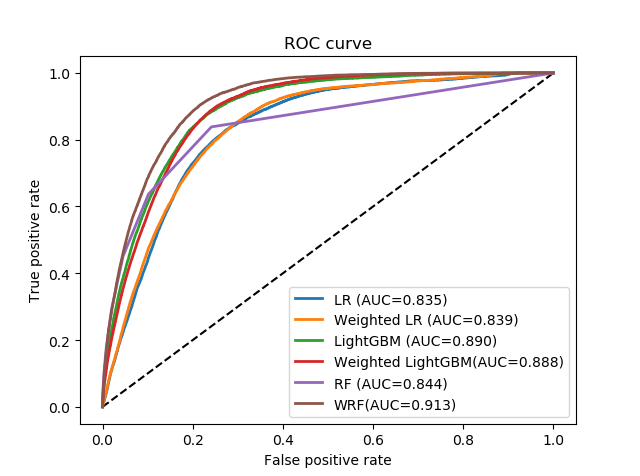 ROC curve
1.0
0.8
0.6
0.4
0.2
0.0
True positive rate
LR (AUC=0.835)
Weighted LR (AUC=0.839)
LightGBM (AUC=0.890)
Weighted LightGBM(AUC=0.888)
RF (AUC=0.844)
WRF(AUC=0.913)
0.0 0.2 0.4 0.6 0.8 1.0
False positive rate